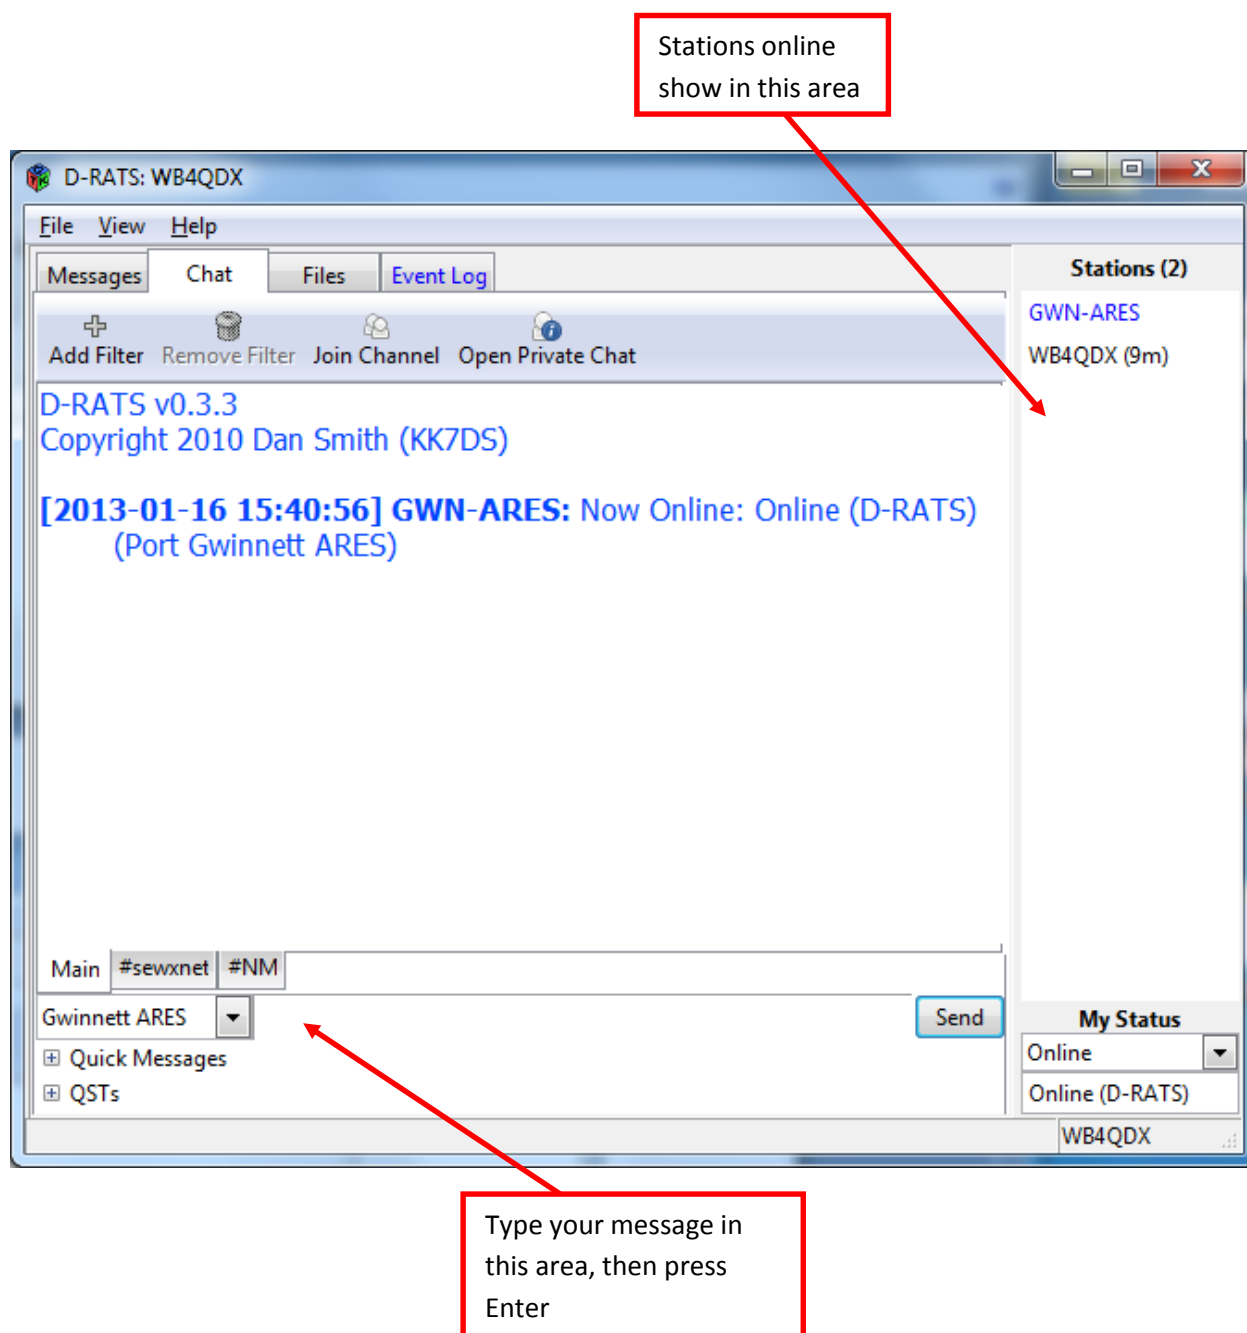 Stations online
show in this area
D-RATS: WB4QDX
File View Help
Messages Chat Files Event Log
Stations (2)
Add Filter Remove Filter Join Channel Open Private Chat
GWN-ARES
WB4QDX (9m)
D-RATS v0.3.3
Copyright 2010 Dan Smith (KK7DS)
[2013-01-16 15:40:56] GWN-ARES: Now Online: Online (D-RATS)
(Port Gwinnett ARES)
Main #sewxnet #NM
Gwinnett ARES Send
Quick Messages
QSTs
My Status
Online
Online (D-RATS)
WB4QDX
Type your message in
this area, then press
Enter